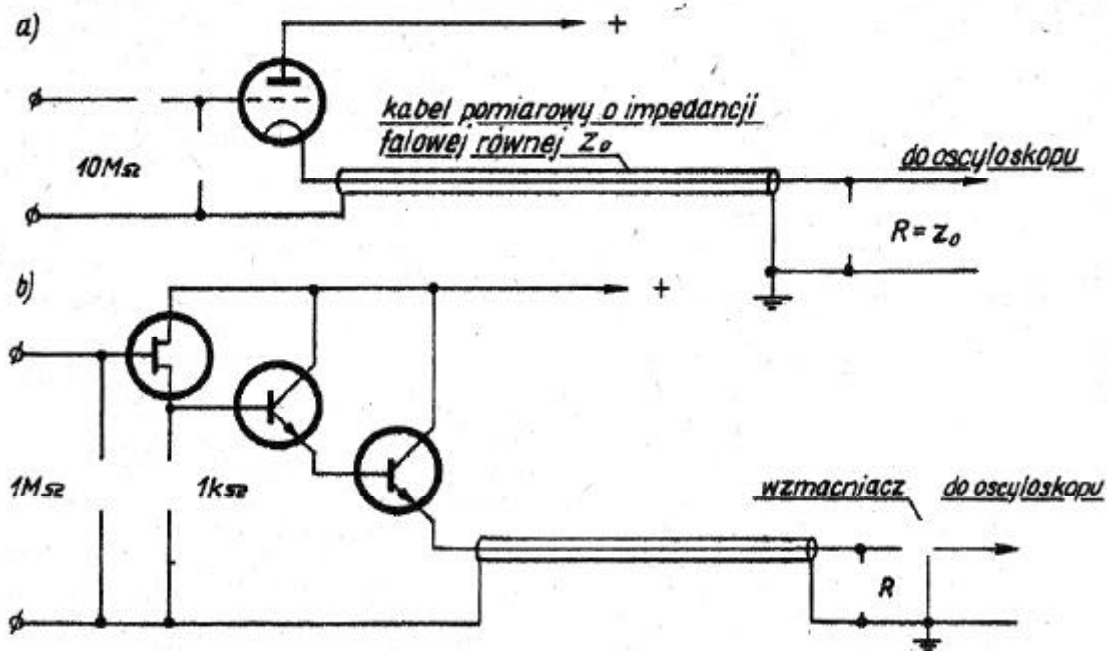 a)
+
kabel pomiarowy o impedancji
falowej równej Z₀
do oscyloskopu
10MΩ
R = Z₀
b)
+
1MΩ
1kΩ
wzmacniacz
do oscyloskopu
R